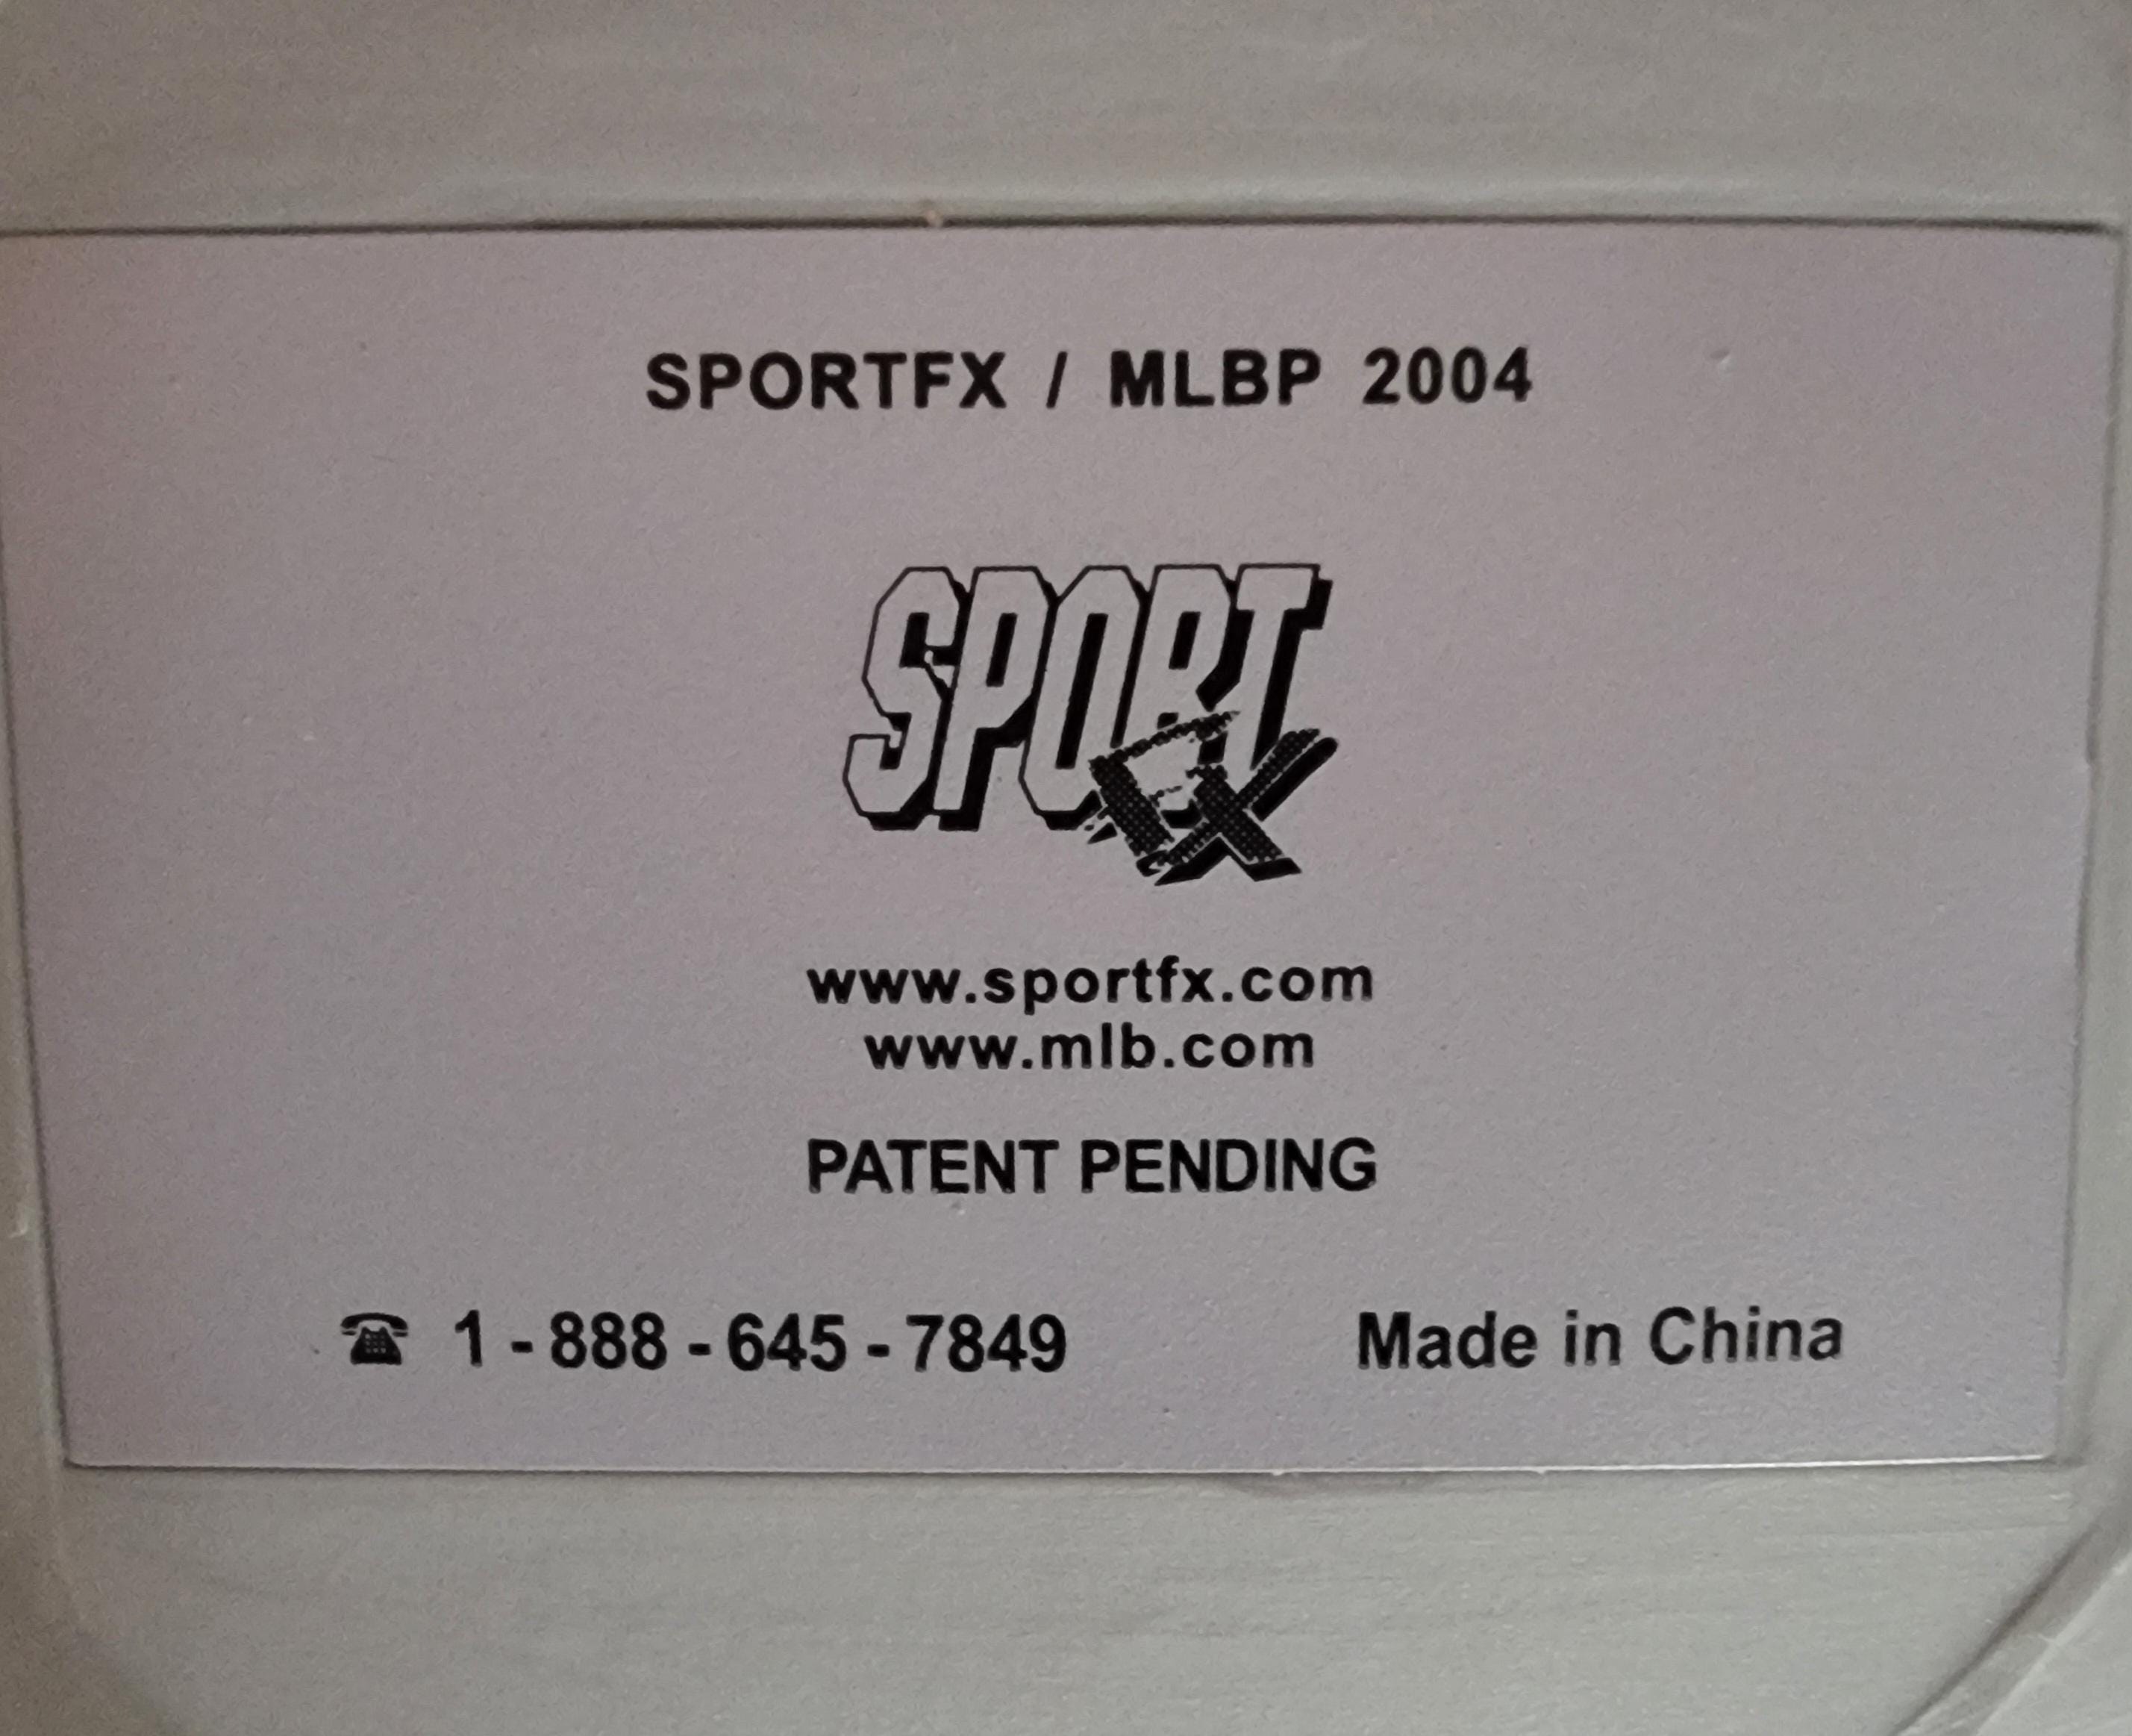 SPORTFX / MLBP 2004
SPORT
FX
www.sportfx.com
www.mlb.com
PATENT PENDING
☎ 1 - 888 - 645 - 7849 Made in China